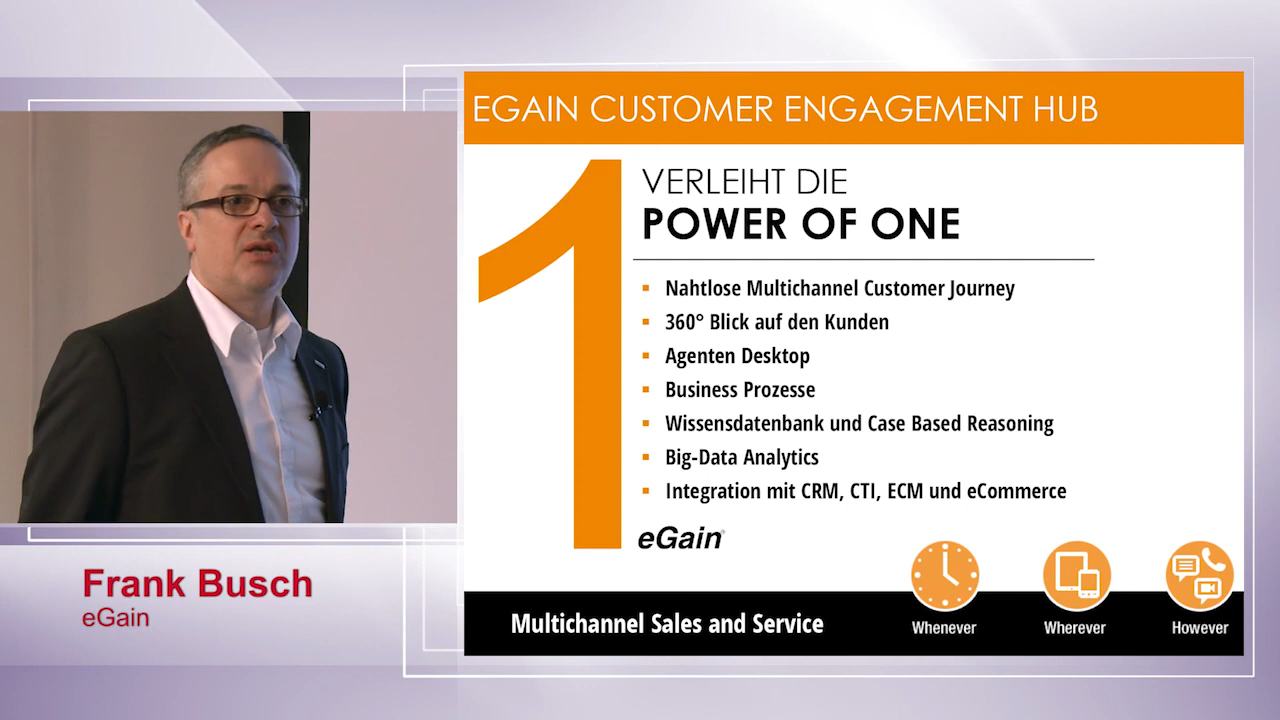 EGAIN CUSTOMER ENGAGEMENT HUB
1
VERLEIHT DIE
POWER OF ONE
Nahtlose Multichannel Customer Journey
360° Blick auf den Kunden
Agenten Desktop
Business Prozesse
Wissensdatenbank und Case Based Reasoning
Big-Data Analytics
Integration mit CRM, CTI, ECM und eCommerce
eGain
Multichannel Sales and Service
Whenever
Wherever
However
Frank Busch
eGain